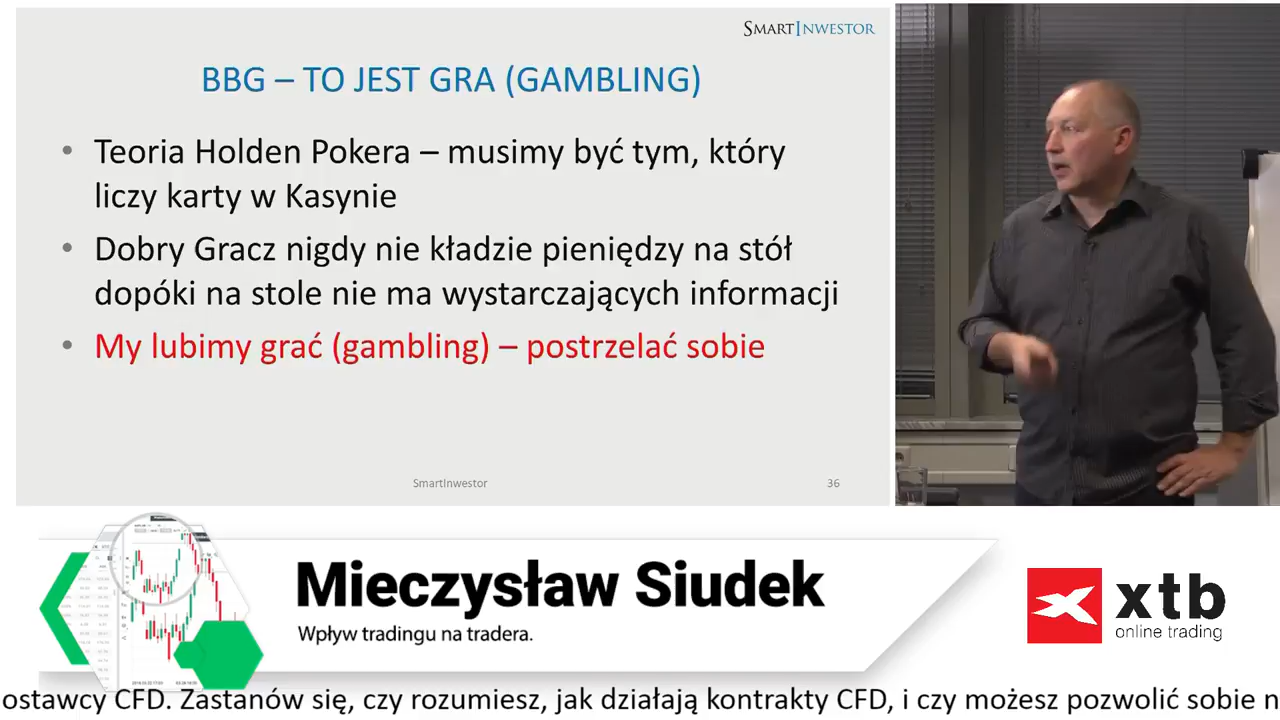 SMARTINWESTOR
BBG – TO JEST GRA (GAMBLING)
• Teoria Holden Pokera – musimy być tym, który
liczy karty w Kasynie
• Dobry Gracz nigdy nie kładzie pieniędzy na stół
dopóki na stole nie ma wystarczających informacji
• My lubimy grać (gambling) – postrzelać sobie
SmartInwestor
36
Mieczysław Siudek
Wpływ tradingu na tradera.
xtb
online trading
ostawcy CFD. Zastanów się, czy rozumiesz, jak działają kontrakty CFD, i czy możesz pozwolić sobie n